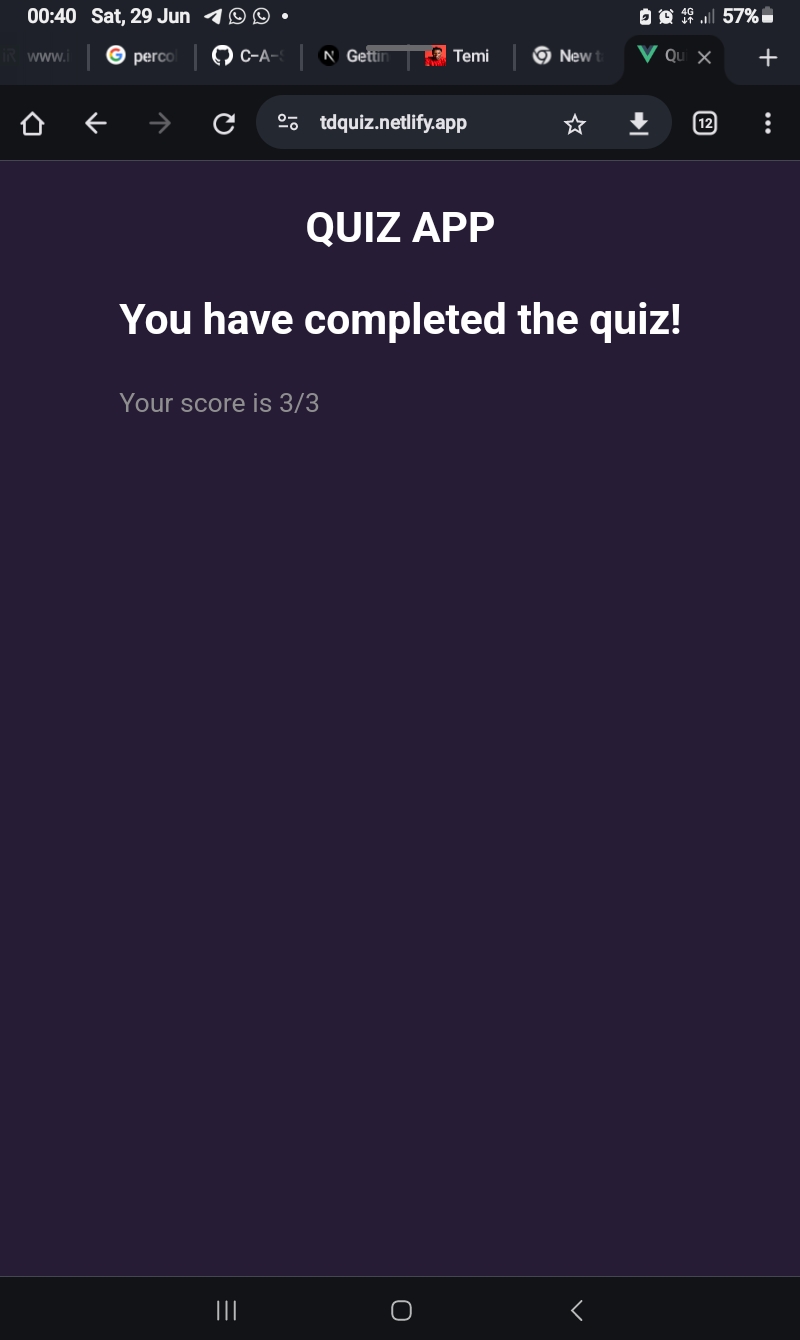 00:40 Sat, 29 Jun 4G 57%
www.i perco C-A- Gettin Temi New t Qu
tdquiz.netlify.app 12
QUIZ APP
You have completed the quiz!
Your score is 3/3